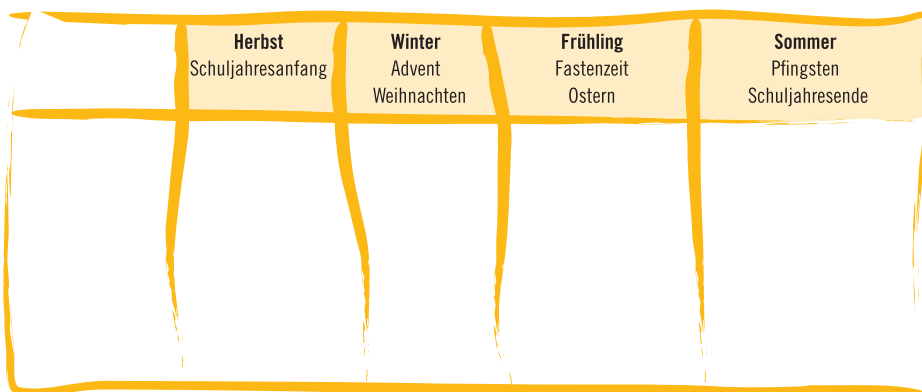 Herbst
Schuljahresanfang
Winter
Advent
Weihnachten
Frühling
Fastenzeit
Ostern
Sommer
Pfingsten
Schuljahresende